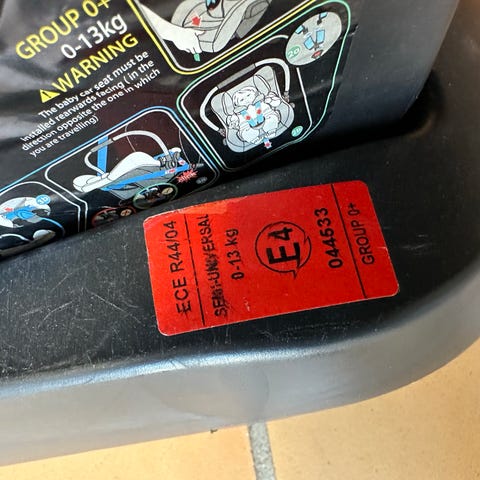 GROUP 0+
0-13kg
WARNING
The baby car seat must be
installed rearwards facing ( in the
direction opposite the one in which
you are travelling)
ECE R44/04
SEMI-UNIVERSAL
0-13 kg
E4
044533
GROUP 0+